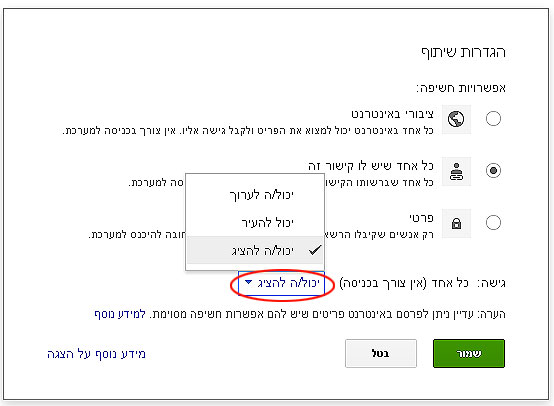 הגדרות שיתוף
אפשרויות חשיפה:
ציבורי באינטרנט
כל אחד באינטרנט יכול למצוא את הפריט ולקבל גישה אליו. אין צורך בכניסה למערכת.
כל אחד שיש לו קישור זה
כל אחד שברשותו הקישור סה למערכת.
פרטי
רק אנשים שקיבלו הרשא חובה להיכנס למערכת.
יכול/ה לערוך
יכול להעיר
יכול/ה להציג
גישה: כל אחד (אין צורך בכניסה) יכול/ה להציג
הערה: עדיין ניתן לפרסם באינטרנט פריטים שיש להם אפשרות חשיפה מסוימת. למידע נוסף
שמור בטל מידע נוסף על הצגה